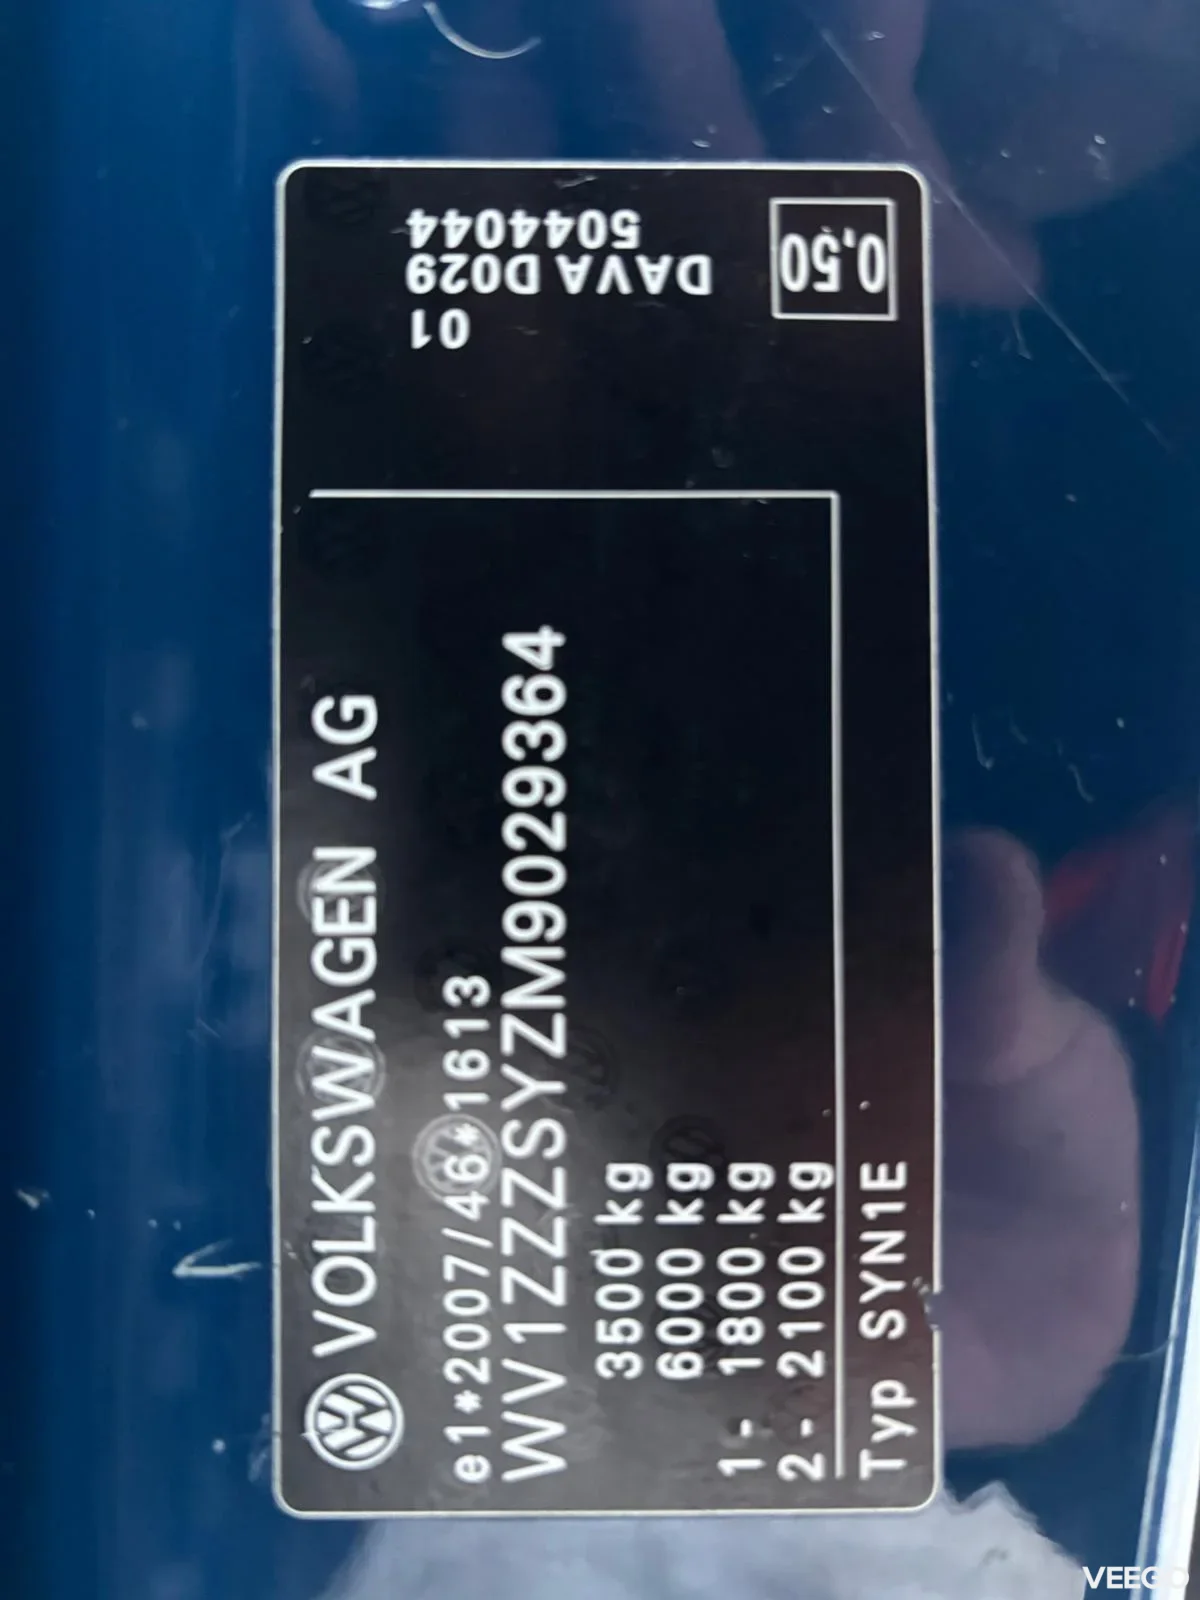 VOLKSWAGEN AG
e1*2007/46*1613
WV1ZZZSYZM9029364
3500 kg
6000 kg
1 - 1800 kg
2 - 2100 kg
Typ SYN1E
01
DAVA D029
5044044
0,50
VEEGO